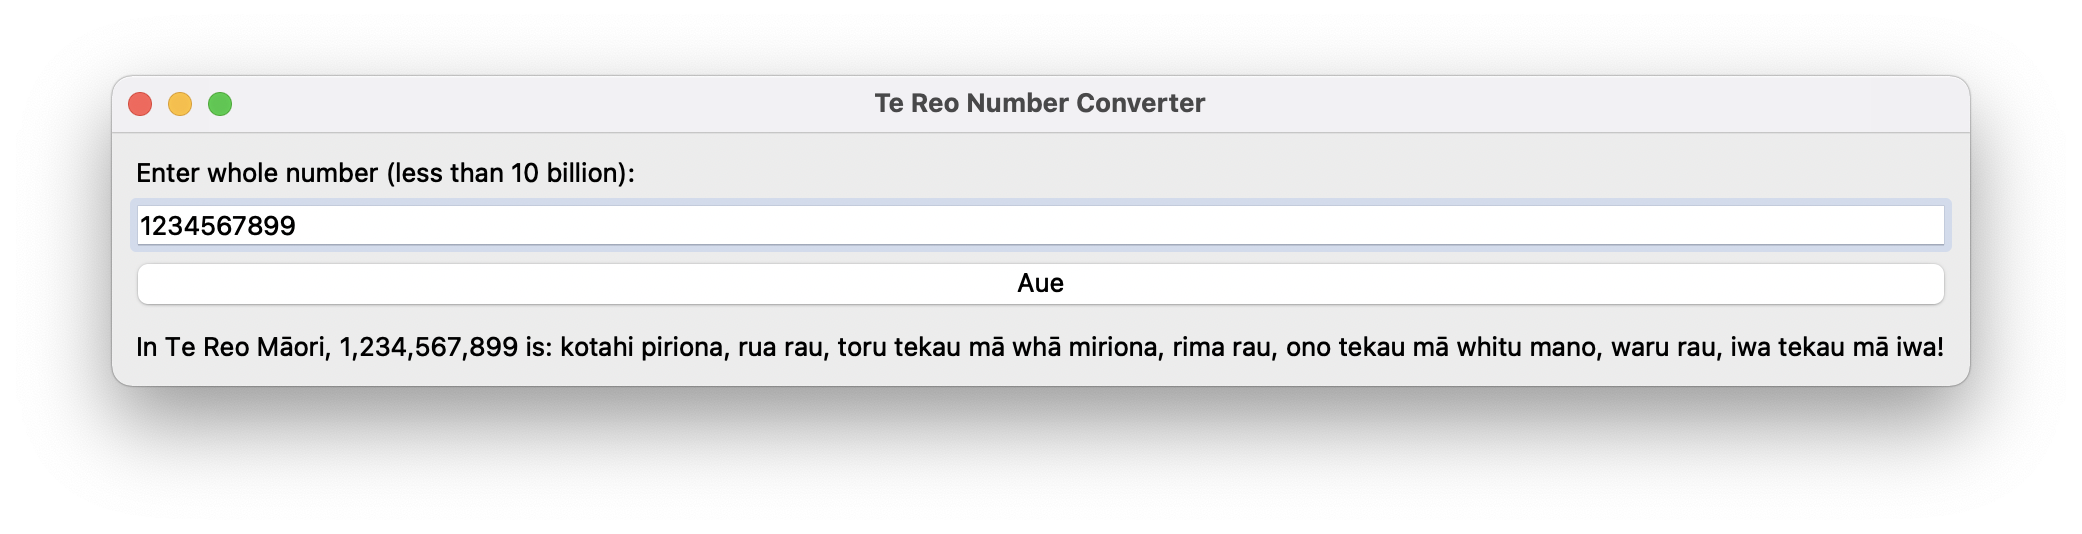 Te Reo Number Converter
Enter whole number (less than 10 billion):
1234567899
Aue
In Te Reo Māori, 1,234,567,899 is: kotahi piriona, rua rau, toru tekau mā whā miriona, rima rau, ono tekau mā whitu mano, waru rau, iwa tekau mā iwa!